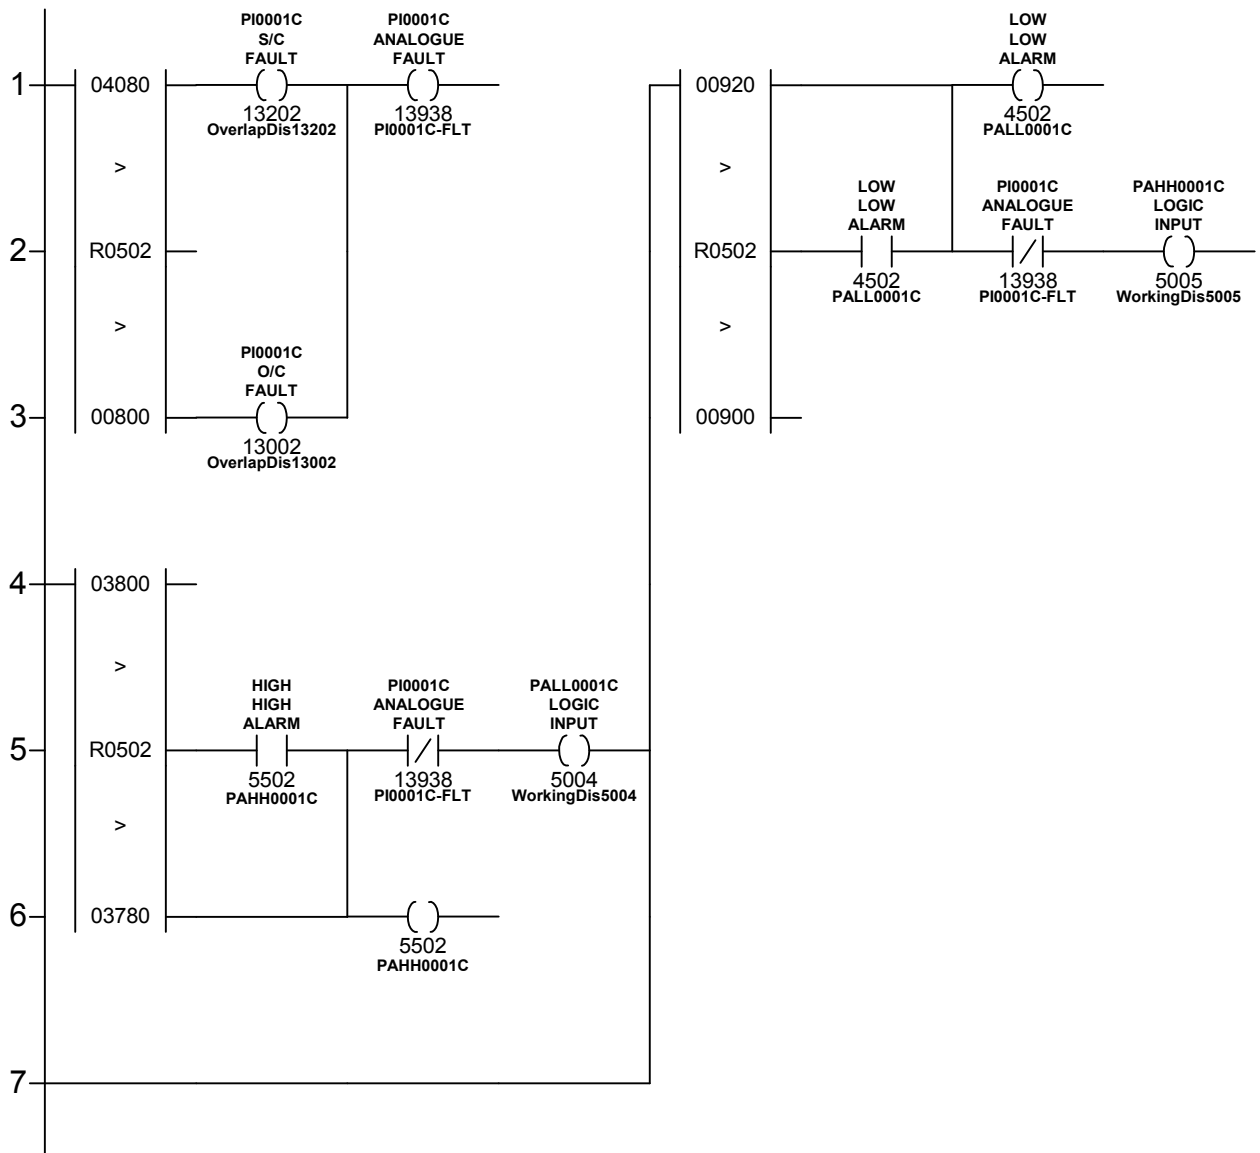 PI0001C
S/C
FAULT
PI0001C
ANALOGUE
FAULT
LOW
LOW
ALARM
1
04080
13202
OverlapDis13202
13938
PI0001C-FLT
00920
4502
PALL0001C
>
>
LOW
LOW
ALARM
PI0001C
ANALOGUE
FAULT
PAHH0001C
LOGIC
INPUT
2
R0502
R0502
4502
PALL0001C
13938
PI0001C-FLT
5005
WorkingDis5005
>
>
PI0001C
O/C
FAULT
3
00800
13002
OverlapDis13002
00900
4
03800
>
HIGH
HIGH
ALARM
PI0001C
ANALOGUE
FAULT
PALL0001C
LOGIC
INPUT
5
R0502
5502
PAHH0001C
13938
PI0001C-FLT
5004
WorkingDis5004
>
6
03780
5502
PAHH0001C
7